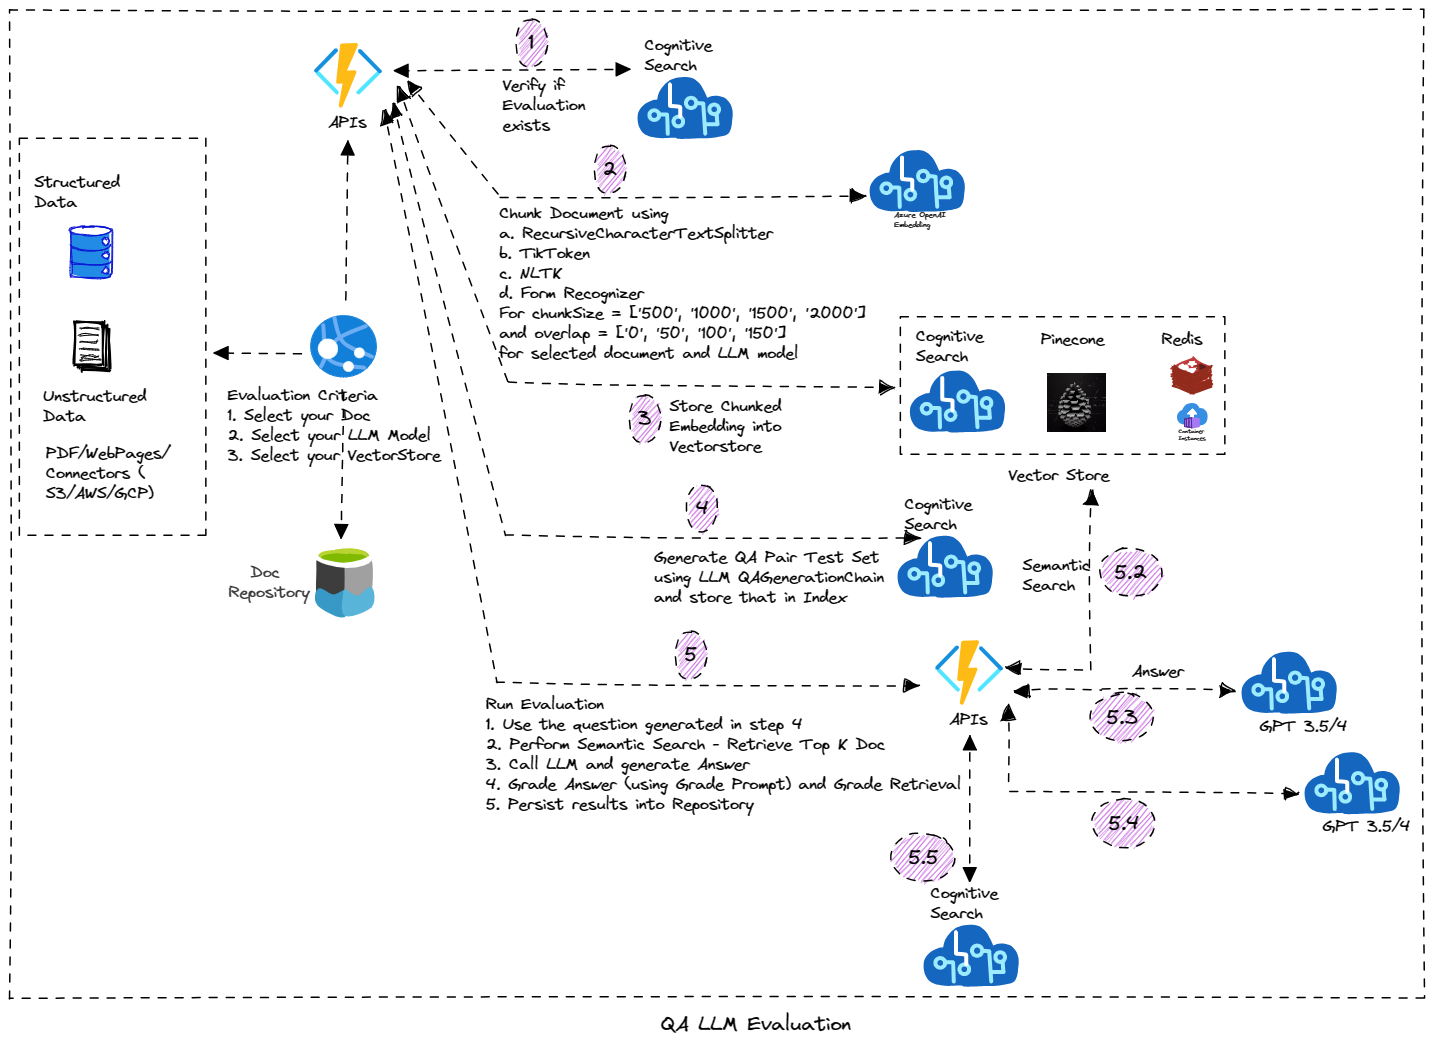 1
Cognitive
Search
APIs
Verify if
Evaluation
exists
2
Azure OpenAI
Embedding
Structured
Data
Chunk Document using
a. RecursiveCharacterTextSplitter
b. TikToken
c. NLTK
d. Form Recognizer
For chunkSize = ['500', '1000', '1500', '2000']
and overlap = ['0', '50', '100', '150']
for selected document and LLM model
Unstructured
Data
PDF/WebPages/
Connectors (
S3/AWS/GCP)
Evaluation Criteria
1. Select your Doc
2. Select your LLM Model
3. Select your VectorStore
Doc
Repository
Cognitive
Search
Pinecone
Redis
Container
Instances
Vector Store
3
Store Chunked
Embedding into
Vectorstore
4
Cognitive
Search
Generate QA Pair Test Set
using LLM QAGenerationChain
and store that in Index
Semantic
Search
5.2
5
Run Evaluation
1. Use the question generated in step 4
2. Perform Semantic Search - Retrieve Top K Doc
3. Call LLM and generate Answer
4. Grade Answer (using Grade Prompt) and Grade Retrieval
5. Persist results into Repository
APIs
Answer
5.3
GPT 3.5/4
5.4
GPT 3.5/4
5.5
Cognitive
Search
QA LLM Evaluation